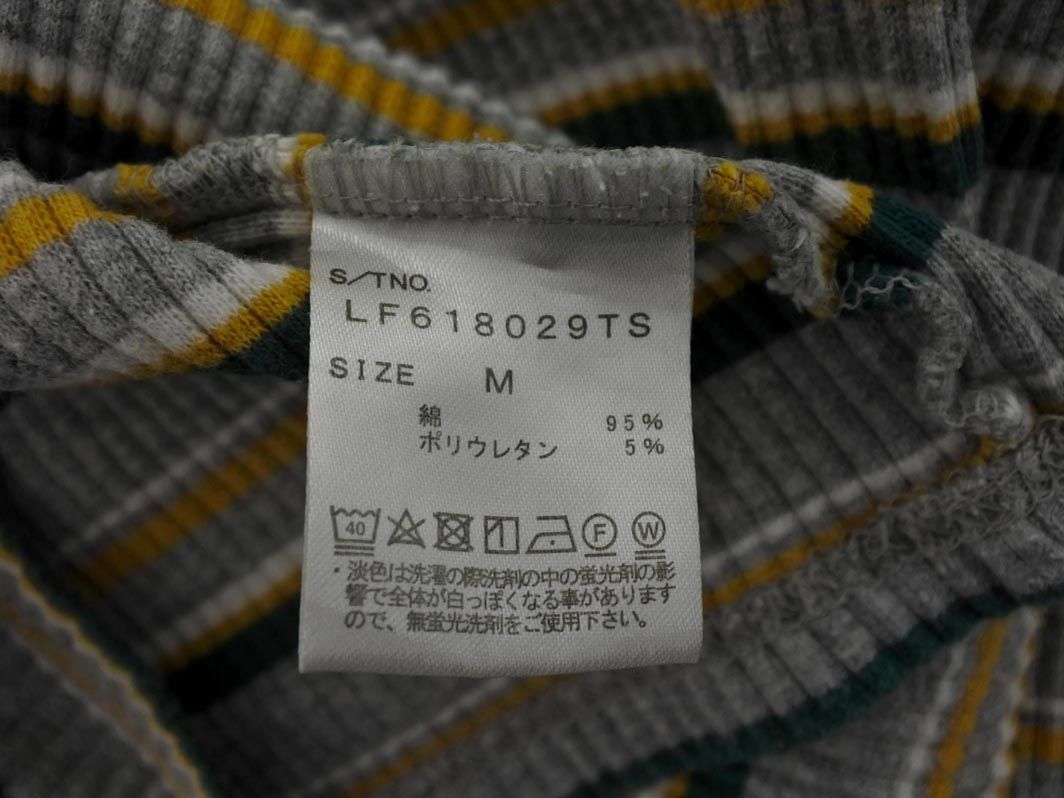 S/TNO.
LF618029TS
SIZE M
綿 95%
ポリウレタン 5%
40 F W
・淡色は洗濯の際洗剤の中の蛍光剤の影
響で全体が白っぽくなる事があります
ので、無蛍光洗剤をご使用下さい。